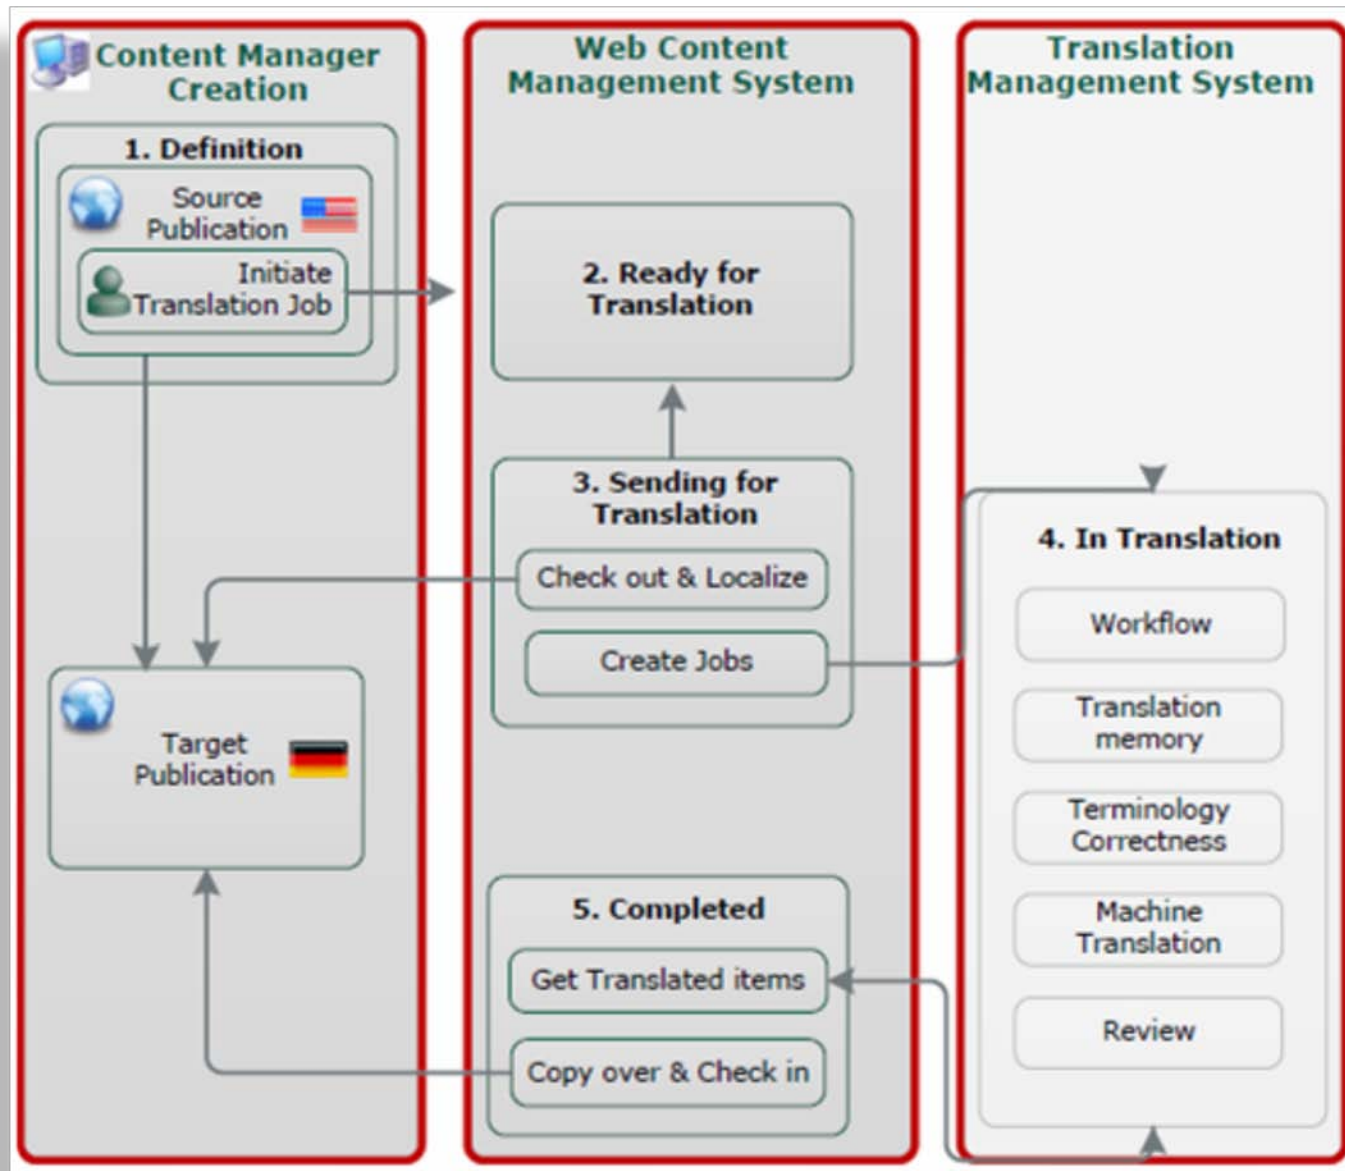 Content Manager
Creation
1. Definition
Source
Publication
Initiate
Translation Job
Target
Publication
Web Content
Management System
2. Ready for
Translation
3. Sending for
Translation
Check out & Localize
Create Jobs
5. Completed
Get Translated items
Copy over & Check in
Translation
Management System
4. In Translation
Workflow
Translation
memory
Terminology
Correctness
Machine
Translation
Review